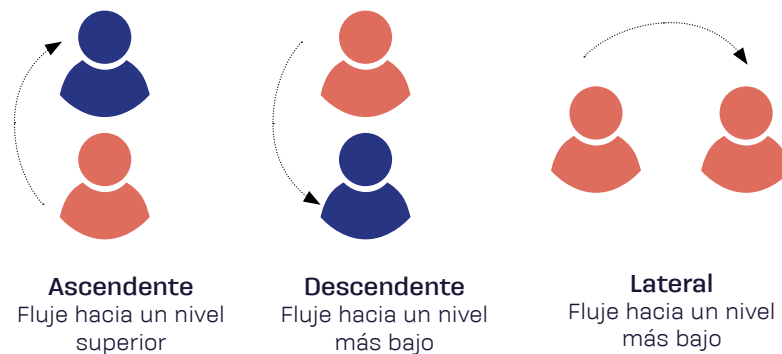 Ascendente
Fluje hacia un nivel
superior
Descendente
Fluje hacia un nivel
más bajo
Lateral
Fluje hacia un nivel
más bajo